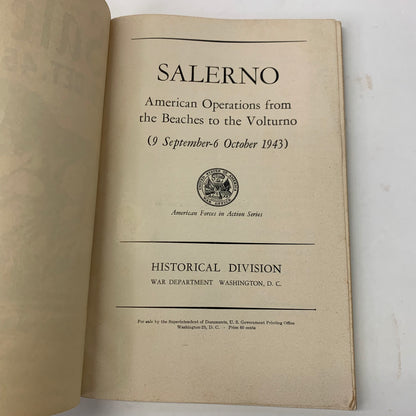 SALERNO
American Operations from
the Beaches to the Volturno
(9 September-6 October 1943)
American Forces in Action Series
HISTORICAL DIVISION
WAR DEPARTMENT WASHINGTON, D. C.
For sale by the Superintendent of Documents, U. S. Government Printing Office
Washington 25, D. C. - Price 60 cents